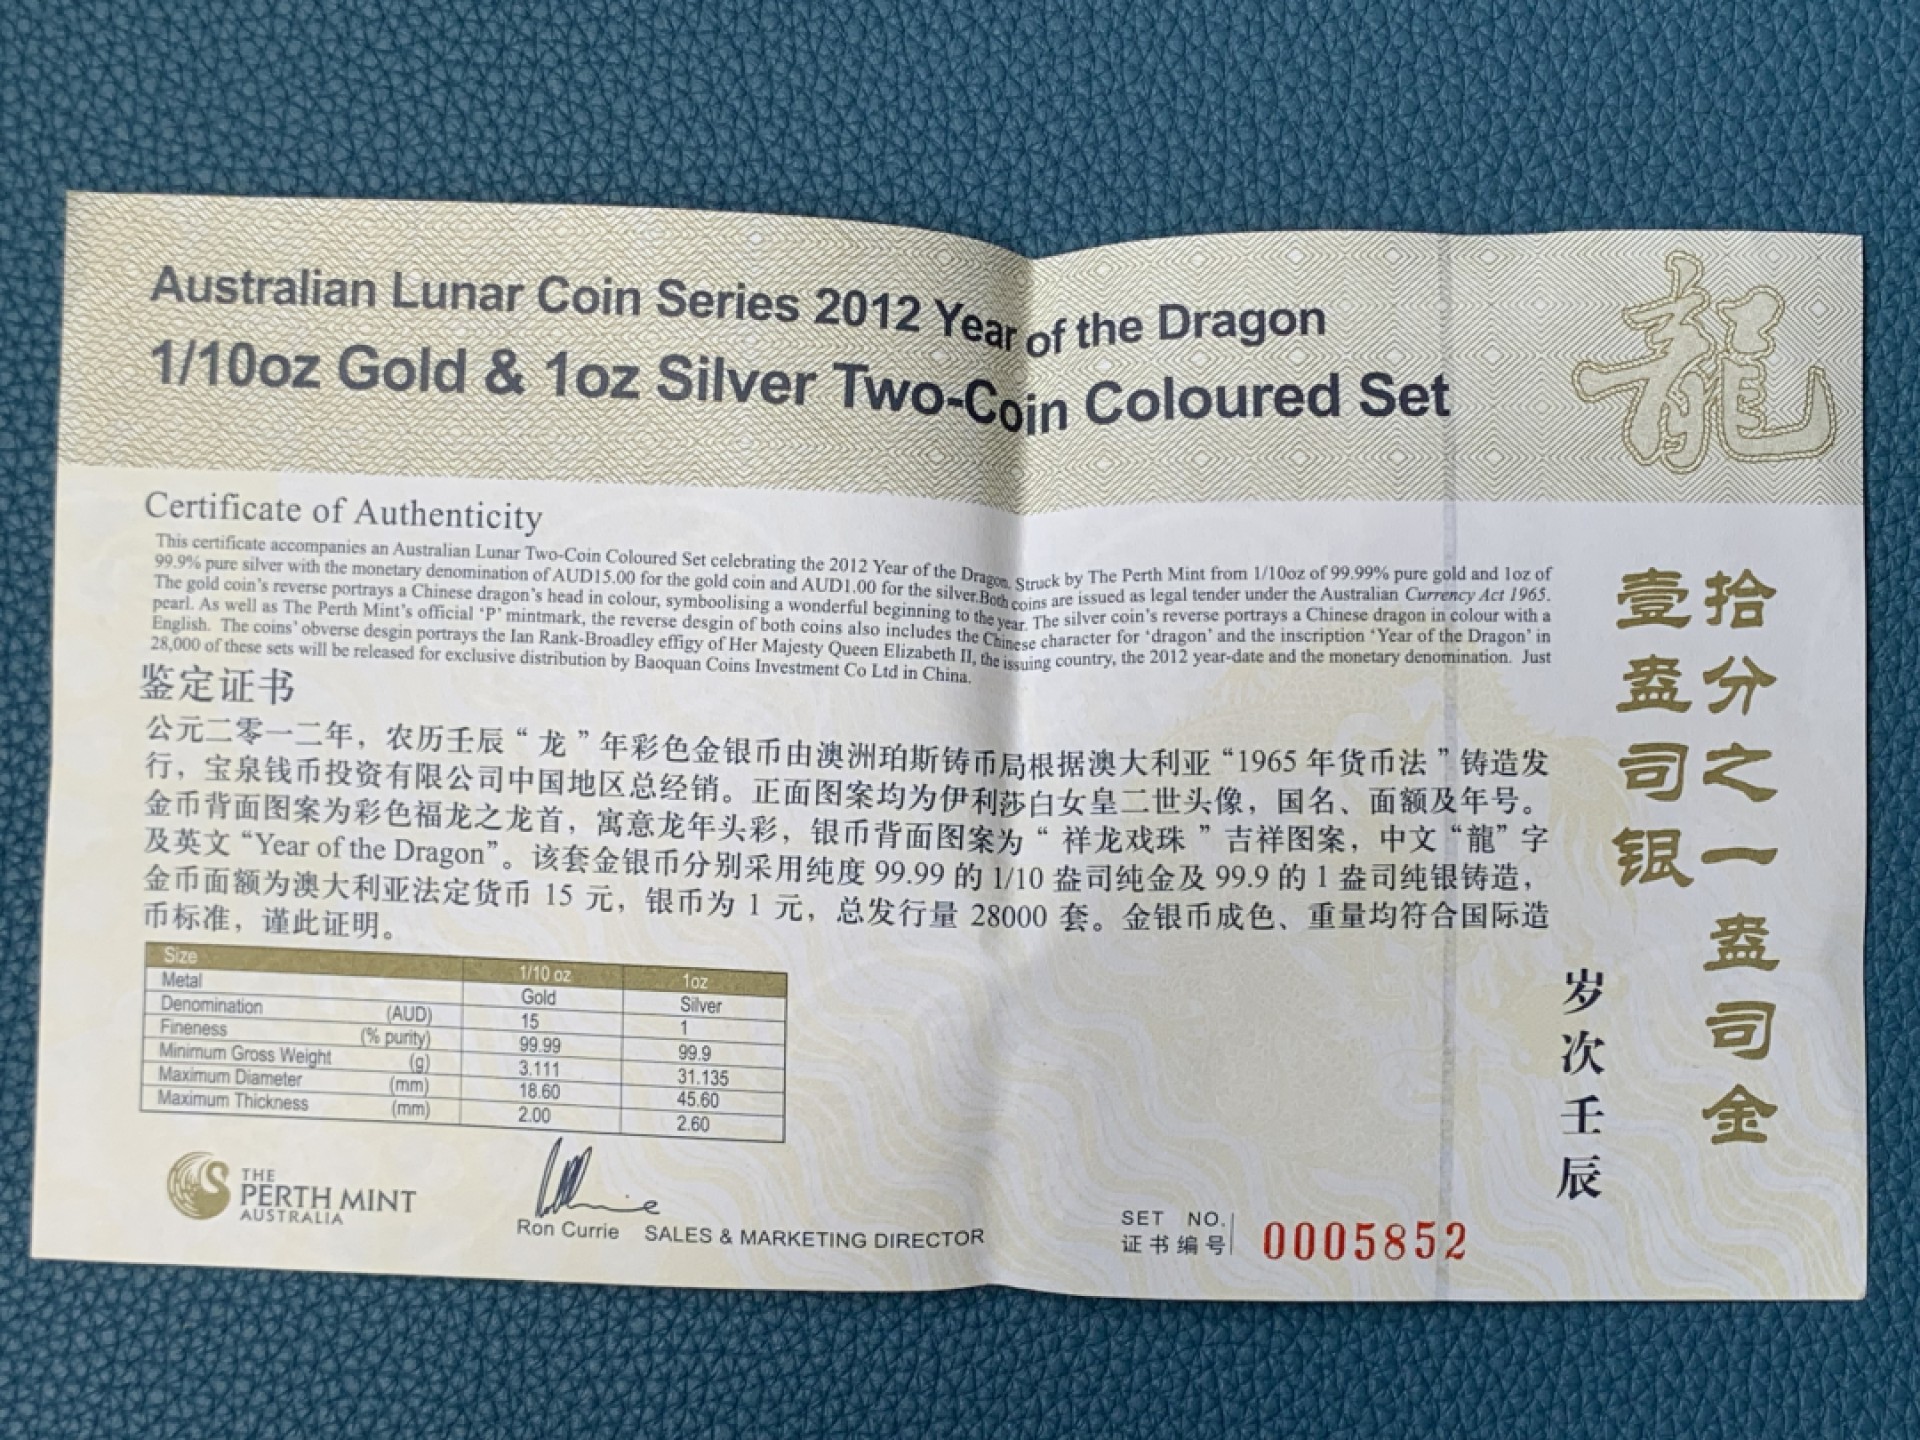 Australian Lunar Coin Series 2012 Year of the Dragon
1/10oz Gold & 1oz Silver Two-Coin Coloured Set
龍
Certificate of Authenticity
This certificate accompanies an Australian Lunar Two-Coin Coloured Set celebrating the 2012 Year of the Dragon. Struck by The Perth Mint from 1/10oz of 99.99% pure gold and 1oz of
99.9% pure silver with the monetary denomination of AUD15.00 for the gold coin and AUD1.00 for the silver.Both coins are issued as legal tender under the Australian Currency Act 1965.
The gold coin's reverse portrays a Chinese dragon's head in colour, symboolising a wonderful beginning to the year. The silver coin's reverse portrays a Chinese dragon in colour with a
pearl. As well as The Perth Mint's official 'P' mintmark, the reverse desgin of both coins also includes the Chinese character for 'dragon' and the inscription 'Year of the Dragon' in
English. The coins' obverse desgin portrays the Ian Rank-Broadley effigy of Her Majesty Queen Elizabeth II, the issuing country, the 2012 year-date and the monetary denomination. Just
28,000 of these sets will be released for exclusive distribution by Baoquan Coins Investment Co Ltd in China.
鉴定证书
公元二零一二年，农历壬辰“龙”年彩色金银币由澳洲珀斯铸币局根据澳大利亚“1965 年货币法”铸造发
行，宝泉钱币投资有限公司中国地区总经销。正面图案均为伊利莎白女皇二世头像，国名、面额及年号。
金币背面图案为彩色福龙之龙首，寓意龙年头彩，银币背面图案为“祥龙戏珠”吉祥图案，中文“龍”字
及英文“Year of the Dragon”。该套金银币分别采用纯度 99.99 的 1/10 盎司纯金及 99.9 的 1 盎司纯银铸造，
金币面额为澳大利亚法定货币 15 元，银币为 1 元，总发行量 28000 套。金银币成色、重量均符合国际造
币标准，谨此证明。
拾分之一盎司金
壹盎司银
岁次壬辰
Size 1/10 oz 1oz
Metal Gold Silver
Denomination (AUD) 15 1
Fineness (% purity) 99.99 99.9
Minimum Gross Weight (g) 3.111 31.135
Maximum Diameter (mm) 18.60 45.60
Maximum Thickness (mm) 2.00 2.60
THE
PERTH MINT
AUSTRALIA
Ron Currie SALES & MARKETING DIRECTOR
SET NO.
证书编号
0005852